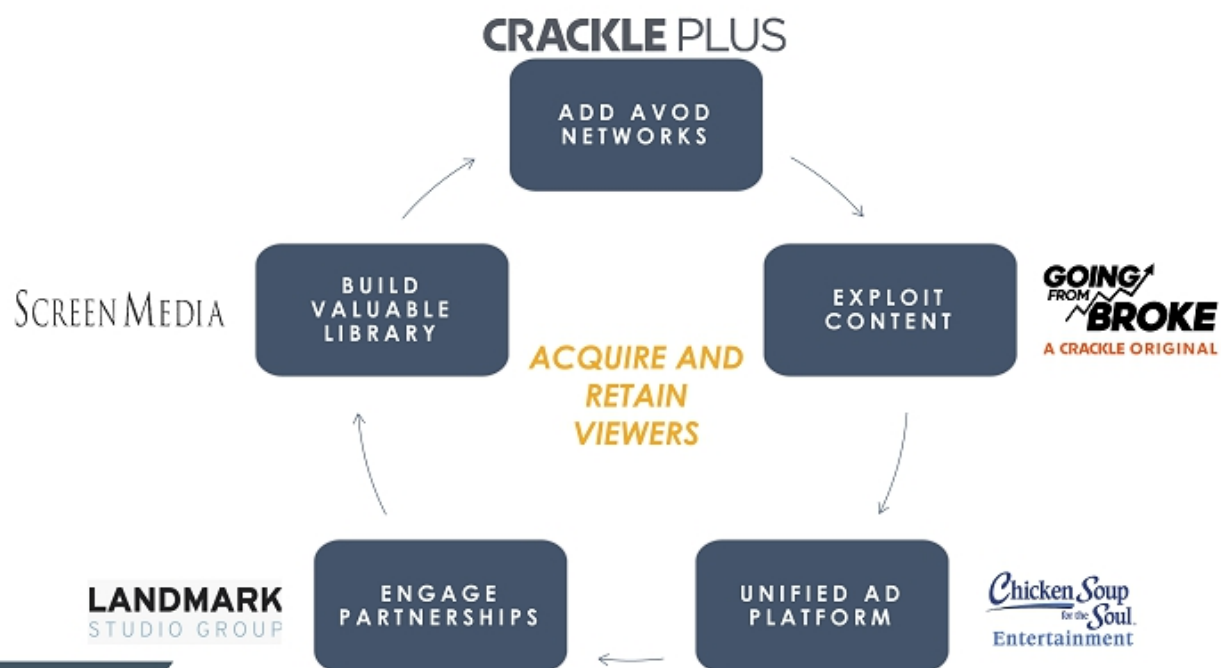 CRACKLE PLUS
ADD AVOD
NETWORKS
EXPLOIT
CONTENT
GOING
FROM
BROKE
A CRACKLE ORIGINAL
UNIFIED AD
PLATFORM
Chicken Soup
for the
Soul
Entertainment
ENGAGE
PARTNERSHIPS
LANDMARK
STUDIO GROUP
BUILD
VALUABLE
LIBRARY
SCREEN MEDIA
ACQUIRE AND
RETAIN
VIEWERS